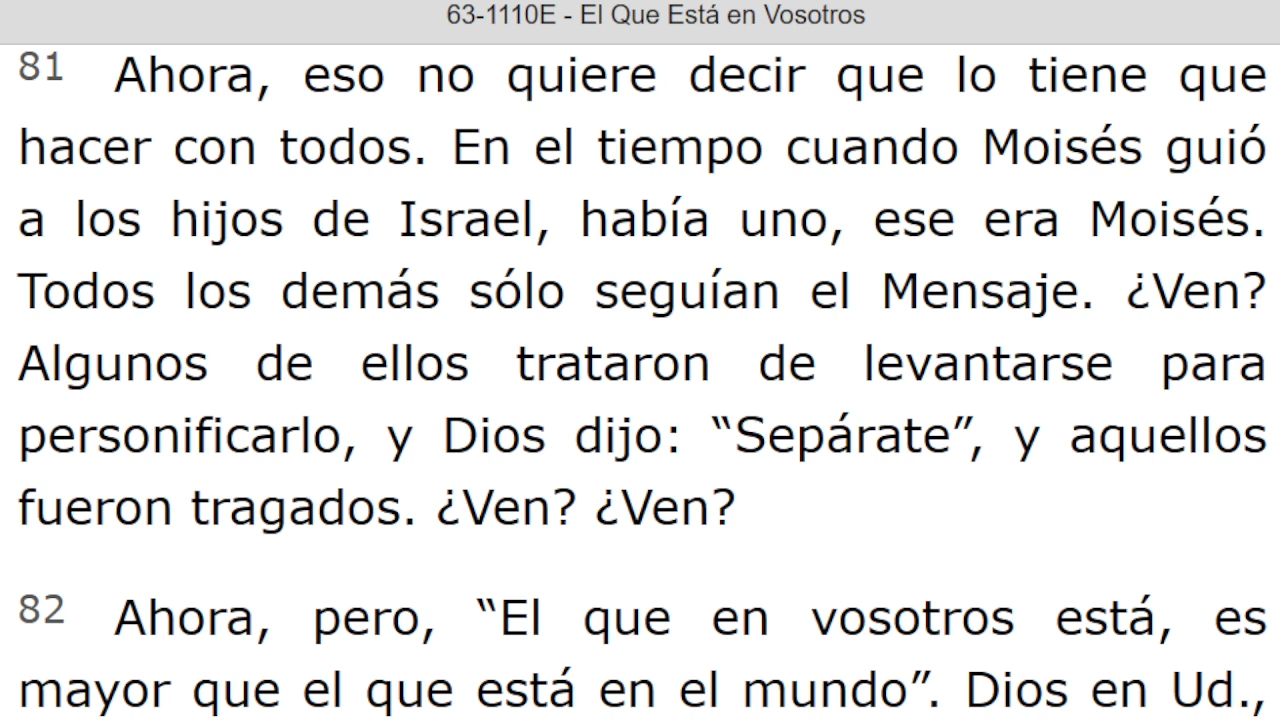 63-1110E - El Que Está en Vosotros
81 Ahora, eso no quiere decir que lo tiene que
hacer con todos. En el tiempo cuando Moisés guió
a los hijos de Israel, había uno, ese era Moisés.
Todos los demás sólo seguían el Mensaje. ¿Ven?
Algunos de ellos trataron de levantarse para
personificarlo, y Dios dijo: “Sepárate”, y aquellos
fueron tragados. ¿Ven? ¿Ven?
82 Ahora, pero, “El que en vosotros está, es
mayor que el que está en el mundo”. Dios en Ud.,